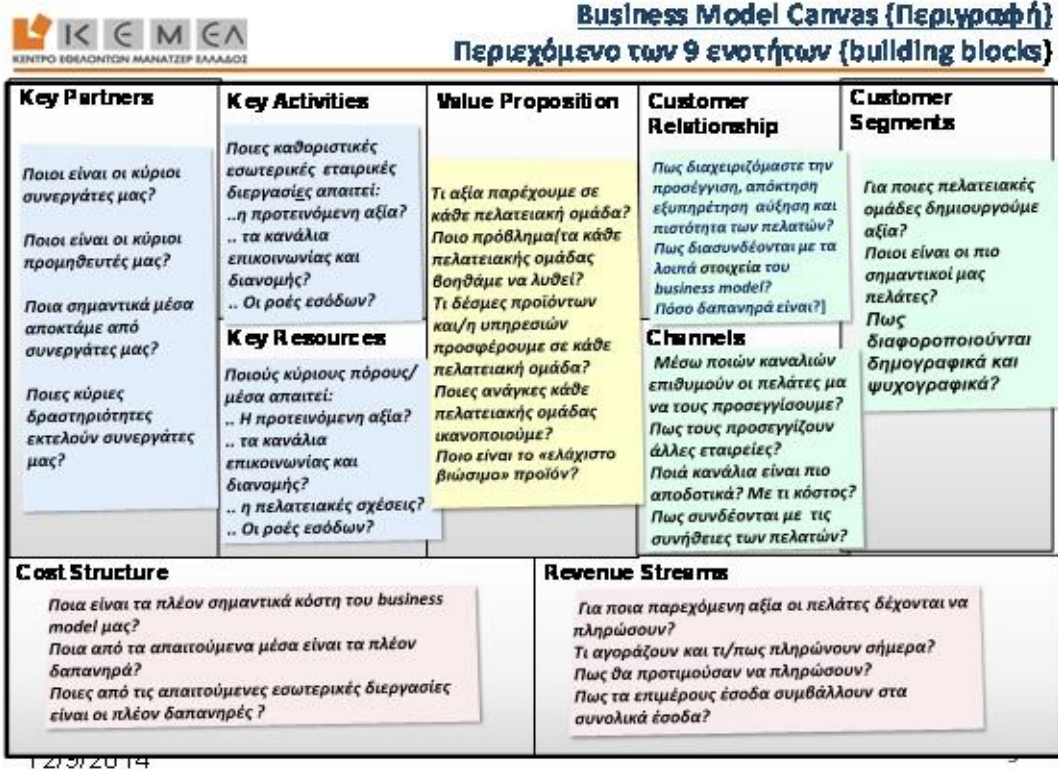 Business Model Canvas (Περιγραφή)
Περιεχόμενο των 9 ενοτήτων (building blocks)
ΙΚΕΜΕΛ
ΚΕΝΤΡΟ ΕΘΕΛΟΝΤΩΝ ΜΑΝΑΤΖΕΡ ΕΛΛΑΔΟΣ
Key Partners
Ποιοι είναι οι κύριοι
συνεργάτες μας?
Ποιοι είναι οι κύριοι
προμηθευτές μας?
Ποια σημαντικά μέσα
αποκτάμε από
συνεργάτες μας?
Ποιες κύριες
δραστηριότητες
εκτελούν συνεργάτες
μας?
Key Activities
Ποιες καθοριστικές
εσωτερικές εταιρικές
διεργασίες απαιτεί:
..η προτεινόμενη αξία?
.. τα κανάλια
επικοινωνίας και
διανομής?
.. Οι ροές εσόδων?
Key Resources
Ποιούς κύριους πόρους/
μέσα απαιτεί:
.. Η προτεινόμενη αξία?
.. τα κανάλια
επικοινωνίας και
διανομής?
.. η πελατειακές σχέσεις?
.. Οι ροές εσόδων?
Value Proposition
Τι αξία παρέχουμε σε
κάθε πελατειακή ομάδα?
Ποιο πρόβλημα/τα κάθε
πελατειακής ομάδας
βοηθάμε να λυθεί?
Τι δέσμες προϊόντων
και/η υπηρεσιών
προσφέρουμε σε κάθε
πελατειακή ομάδα?
Ποιες ανάγκες κάθε
πελατειακής ομάδας
ικανοποιούμε?
Ποιο είναι το «ελάχιστο
βιώσιμο» προϊόν?
Customer
Relationship
Πως διαχειριζόμαστε την
προσέγγιση, απόκτηση
εξυπηρέτηση αύξηση και
πιστότητα των πελατών?
Πως διασυνδέονται με τα
λοιπά στοιχεία του
business model?
Πόσο δαπανηρά είναι?]
Channels
Μέσω ποιών καναλιών
επιθυμούν οι πελάτες μα
να τους προσεγγίσουμε?
Πως τους προσεγγίζουν
άλλες εταιρείες?
Ποιά κανάλια είναι πιο
αποδοτικά? Με τι κόστος?
Πως συνδέονται με τις
συνήθειες των πελατών?
Customer
Segments
Για ποιες πελατειακές
ομάδες δημιουργούμε
αξία?
Ποιοι είναι οι πιο
σημαντικοί μας
πελάτες?
Πως
διαφοροποιούνται
δημογραφικά και
ψυχογραφικά?
Cost Structure
Ποια είναι τα πλέον σημαντικά κόστη του business
model μας?
Ποια από τα απαιτούμενα μέσα είναι τα πλέον
δαπανηρά?
Ποιες από τις απαιτούμενες εσωτερικές διεργασίες
είναι οι πλέον δαπανηρές ?
Revenue Streams
Για ποια παρεχόμενη αξία οι πελάτες δέχονται να
πληρώσουν?
Τι αγοράζουν και τι/πως πληρώνουν σήμερα?
Πως θα προτιμούσαν να πληρώσουν?
Πως τα επιμέρους έσοδα συμβάλλουν στα
συνολικά έσοδα?
12/9/2014